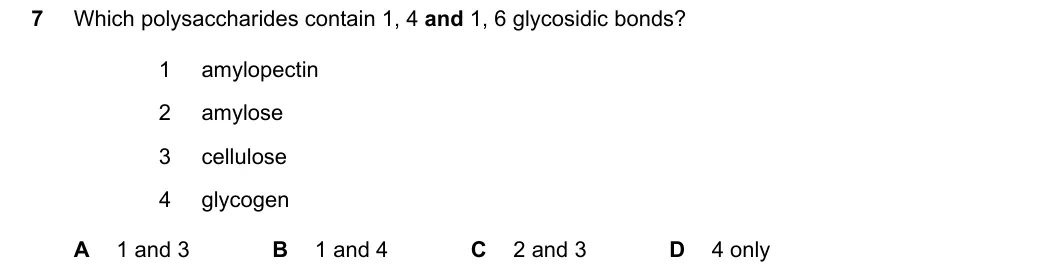 7 Which polysaccharides contain 1, 4 and 1, 6 glycosidic bonds?
1 amylopectin
2 amylose
3 cellulose
4 glycogen
A 1 and 3 B 1 and 4 C 2 and 3 D 4 only